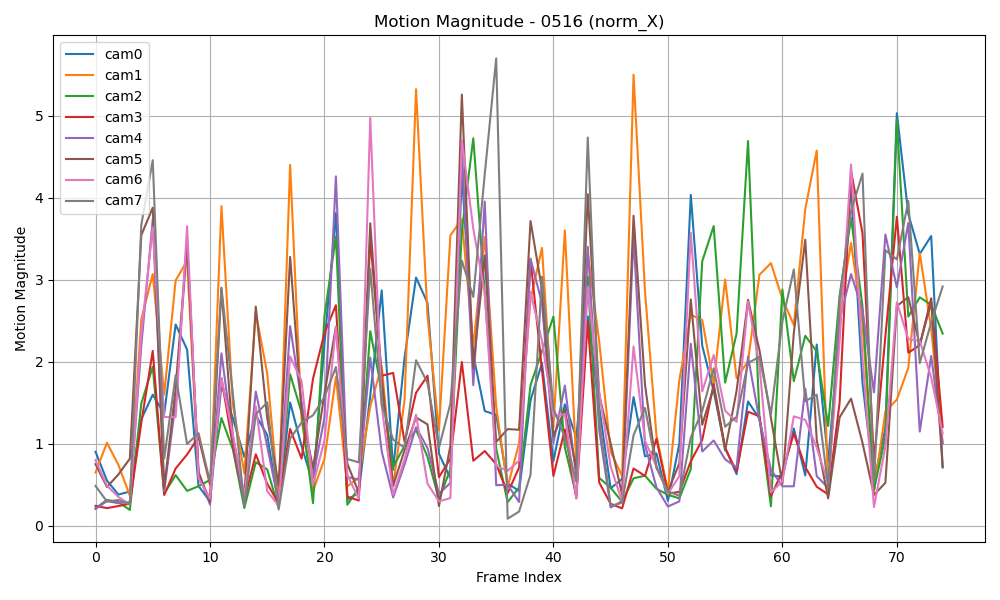 Motion Magnitude - 0516 (norm_X)
cam0
cam1
cam2
cam3
cam4
cam5
cam6
cam7
Motion Magnitude
5
4
3
2
1
0
0 10 20 30 40 50 60 70
Frame Index